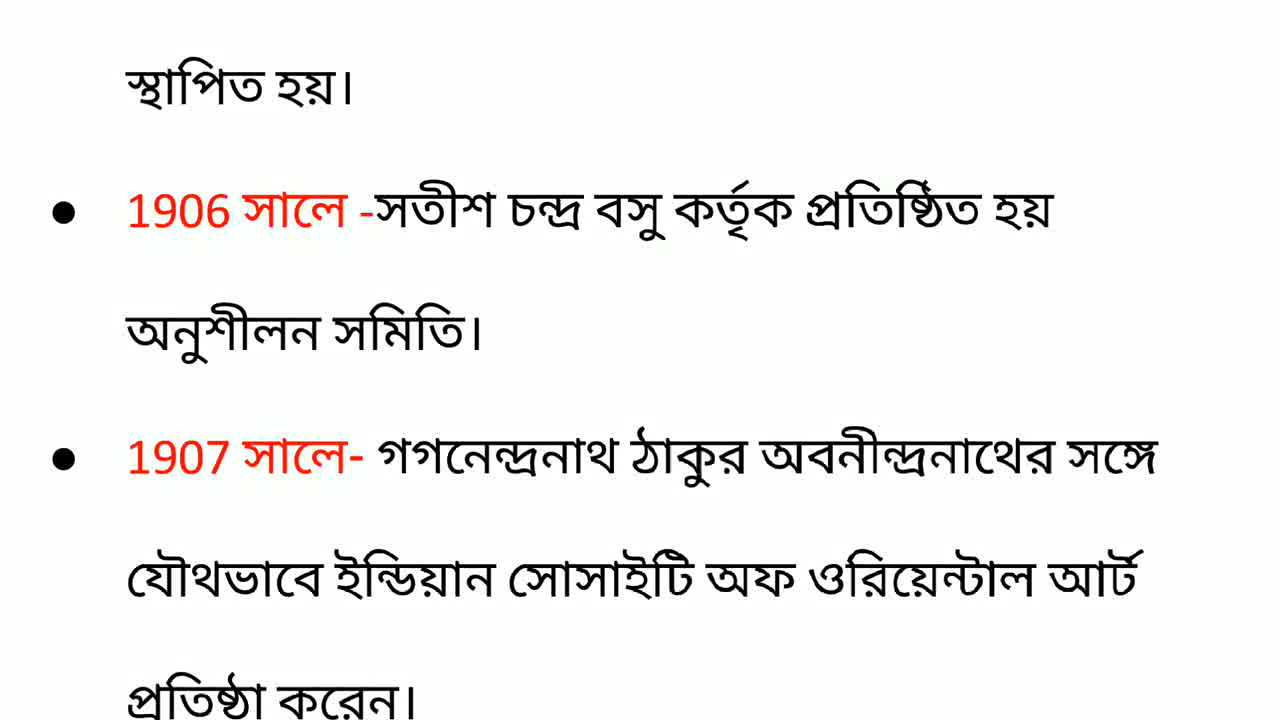 স্থাপিত হয়।
● 1906 সালে -সতীশ চন্দ্র বসু কর্তৃক প্রতিষ্ঠিত হয়
অনুশীলন সমিতি।
● 1907 সালে- গগনেন্দ্রনাথ ঠাকুর অবনীন্দ্রনাথের সঙ্গে
যৌথভাবে ইন্ডিয়ান সোসাইটি অফ ওরিয়েন্টাল আর্ট
প্রতিষ্ঠা করেন।